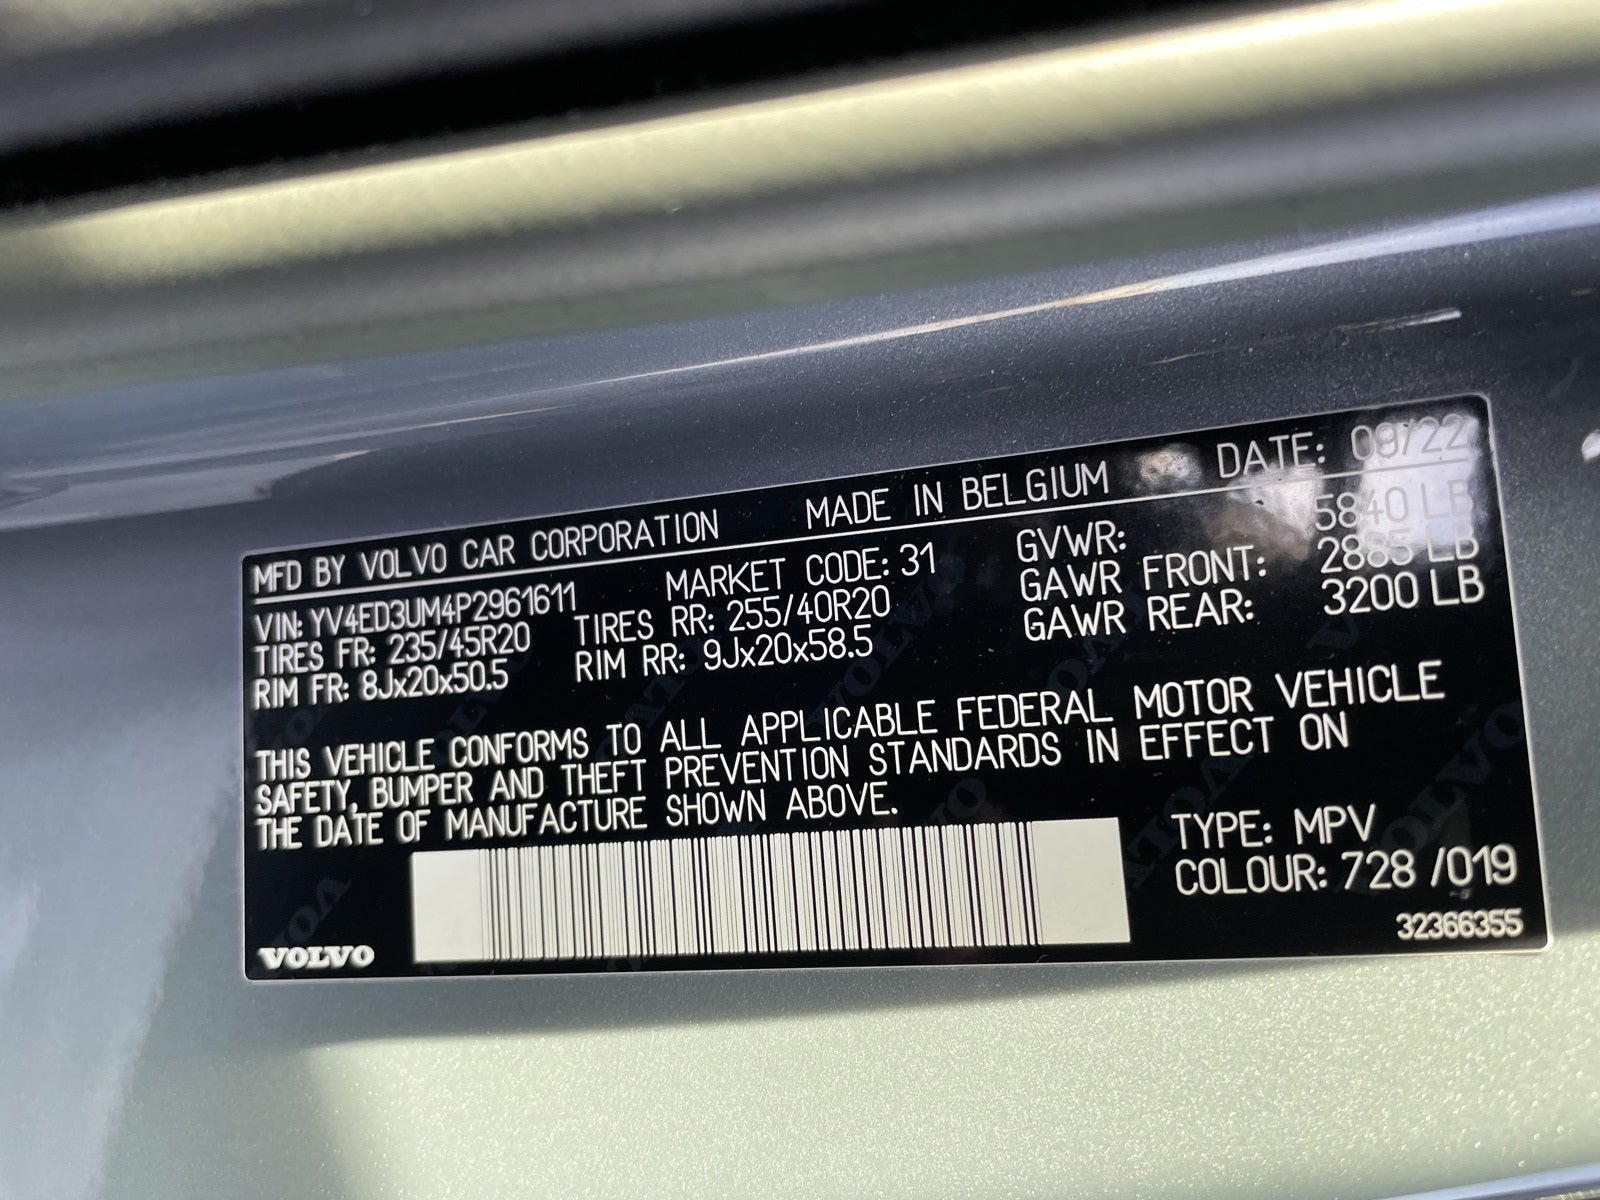 MFD BY VOLVO CAR CORPORATION MADE IN BELGIUM DATE: 09/22
VIN: YV4ED3UM4P2961611 MARKET CODE: 31 GVWR: 5840 LB
TIRES FR: 235/45R20 TIRES RR: 255/40R20 GAWR FRONT: 2885 LB
RIM FR: 8Jx20x50.5 RIM RR: 9Jx20x58.5 GAWR REAR: 3200 LB
THIS VEHICLE CONFORMS TO ALL APPLICABLE FEDERAL MOTOR VEHICLE
SAFETY, BUMPER AND THEFT PREVENTION STANDARDS IN EFFECT ON
THE DATE OF MANUFACTURE SHOWN ABOVE.
TYPE: MPV
COLOUR: 728 /019
VOLVO
32366355